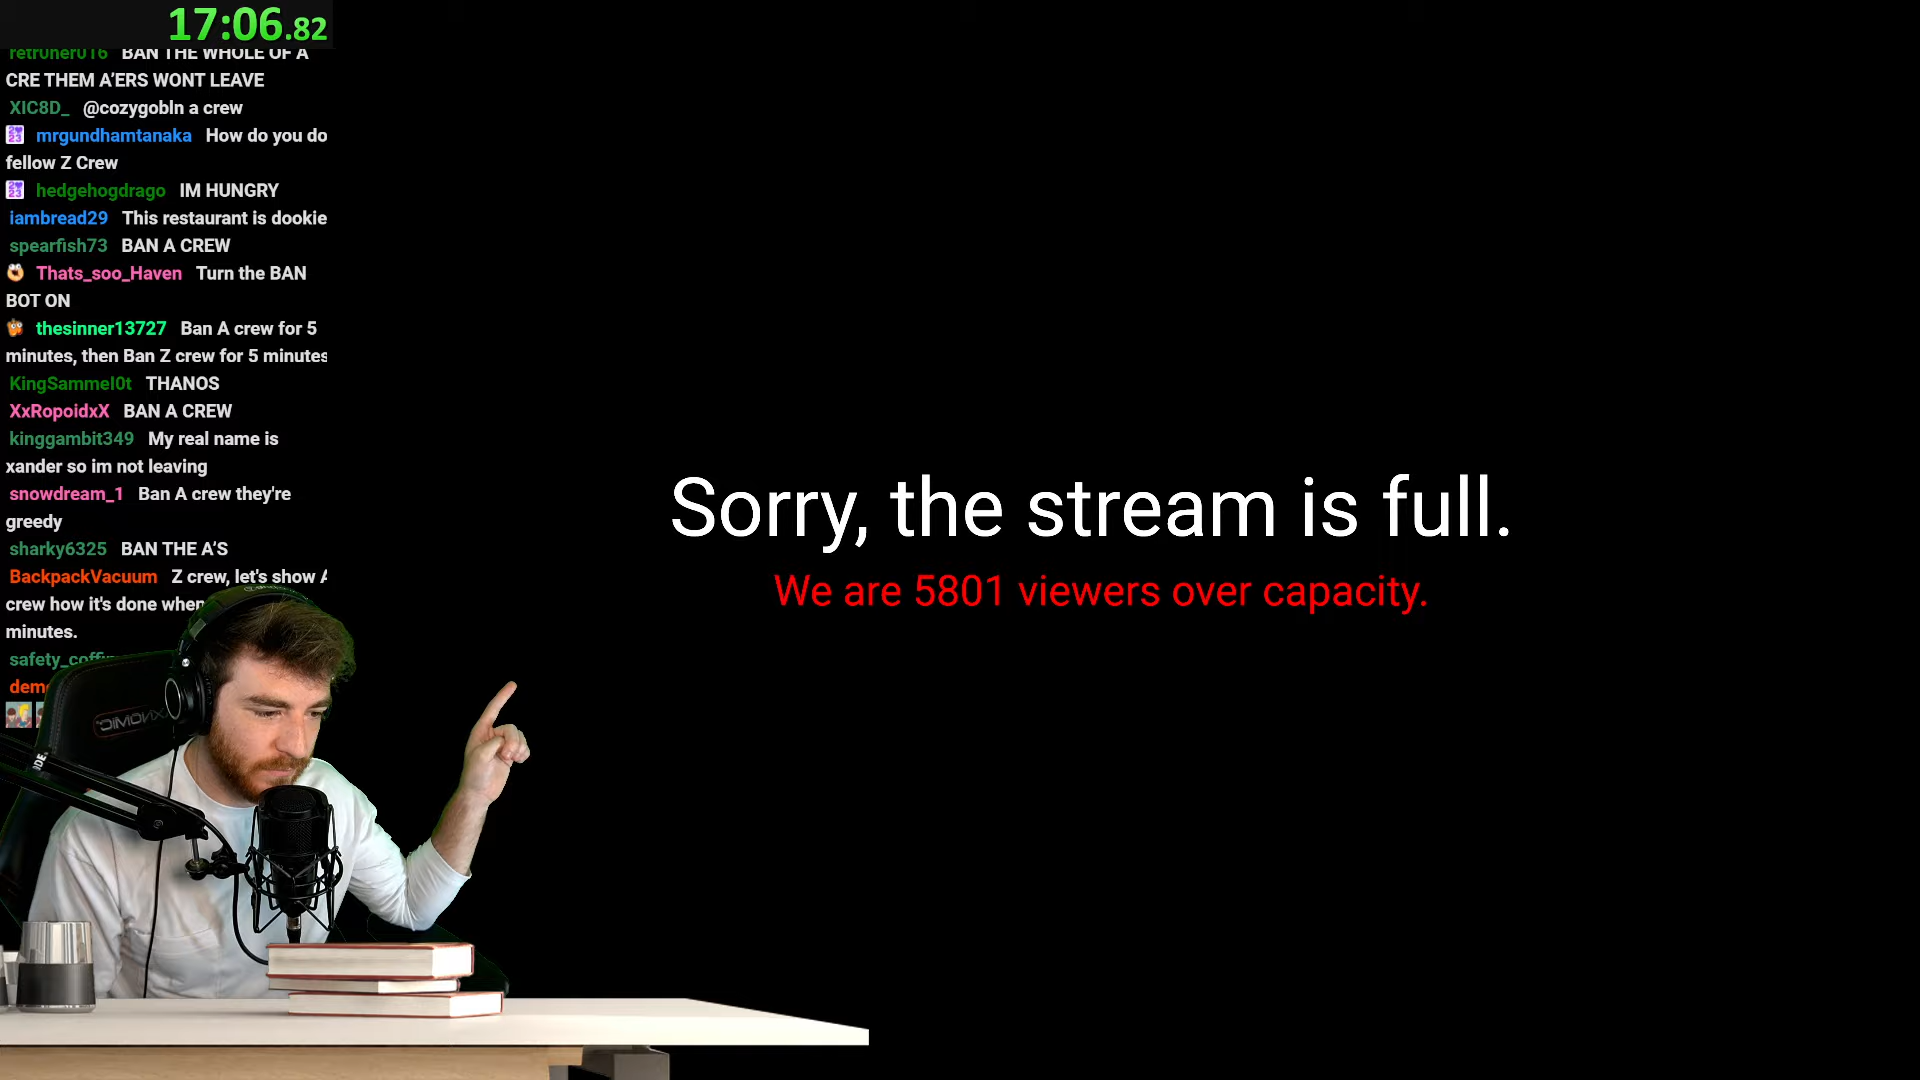 17:06.82
retr0ner016 BAN THE WHOLE OF A
CRE THEM A'ERS WONT LEAVE
XIC8D_ @cozygobln a crew
mrgundhamtanaka How do you do
fellow Z Crew
hedgehogdrago IM HUNGRY
iambread29 This restaurant is dookie
spearfish73 BAN A CREW
Thats_soo_Haven Turn the BAN
BOT ON
thesinner13727 Ban A crew for 5
minutes, then Ban Z crew for 5 minutes
KingSammel0t THANOS
XxRopoidxX BAN A CREW
kinggambit349 My real name is
xander so im not leaving
snowdream_1 Ban A crew they're
greedy
sharky6325 BAN THE A'S
BackpackVacuum Z crew, let's show A
crew how it's done when
minutes.
Sorry, the stream is full.
We are 5801 viewers over capacity.